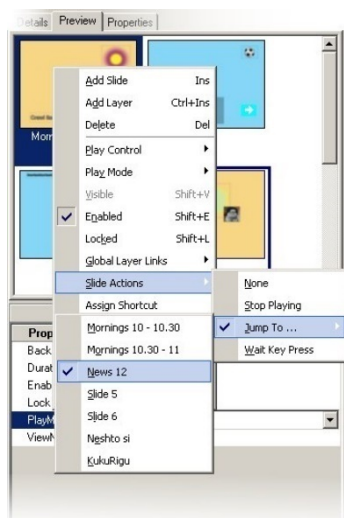 Details Preview Properties
Morn
Add Slide Ins
Add Layer Ctrl+Ins
Delete Del
Play Control
Play Mode
Visible Shift+V
Enabled Shift+E
Locked Shift+L
Global Layer Links
Slide Actions
Assign Shortcut
None
Stop Playing
Jump To ...
Wait Key Press
Mornings 10 - 10.30
Mornings 10.30 - 11
News 12
Slide 5
Slide 6
Neshto si
KukuRigu
Prop
Back
Durat
Enab
Lock
PlayM
ViewN